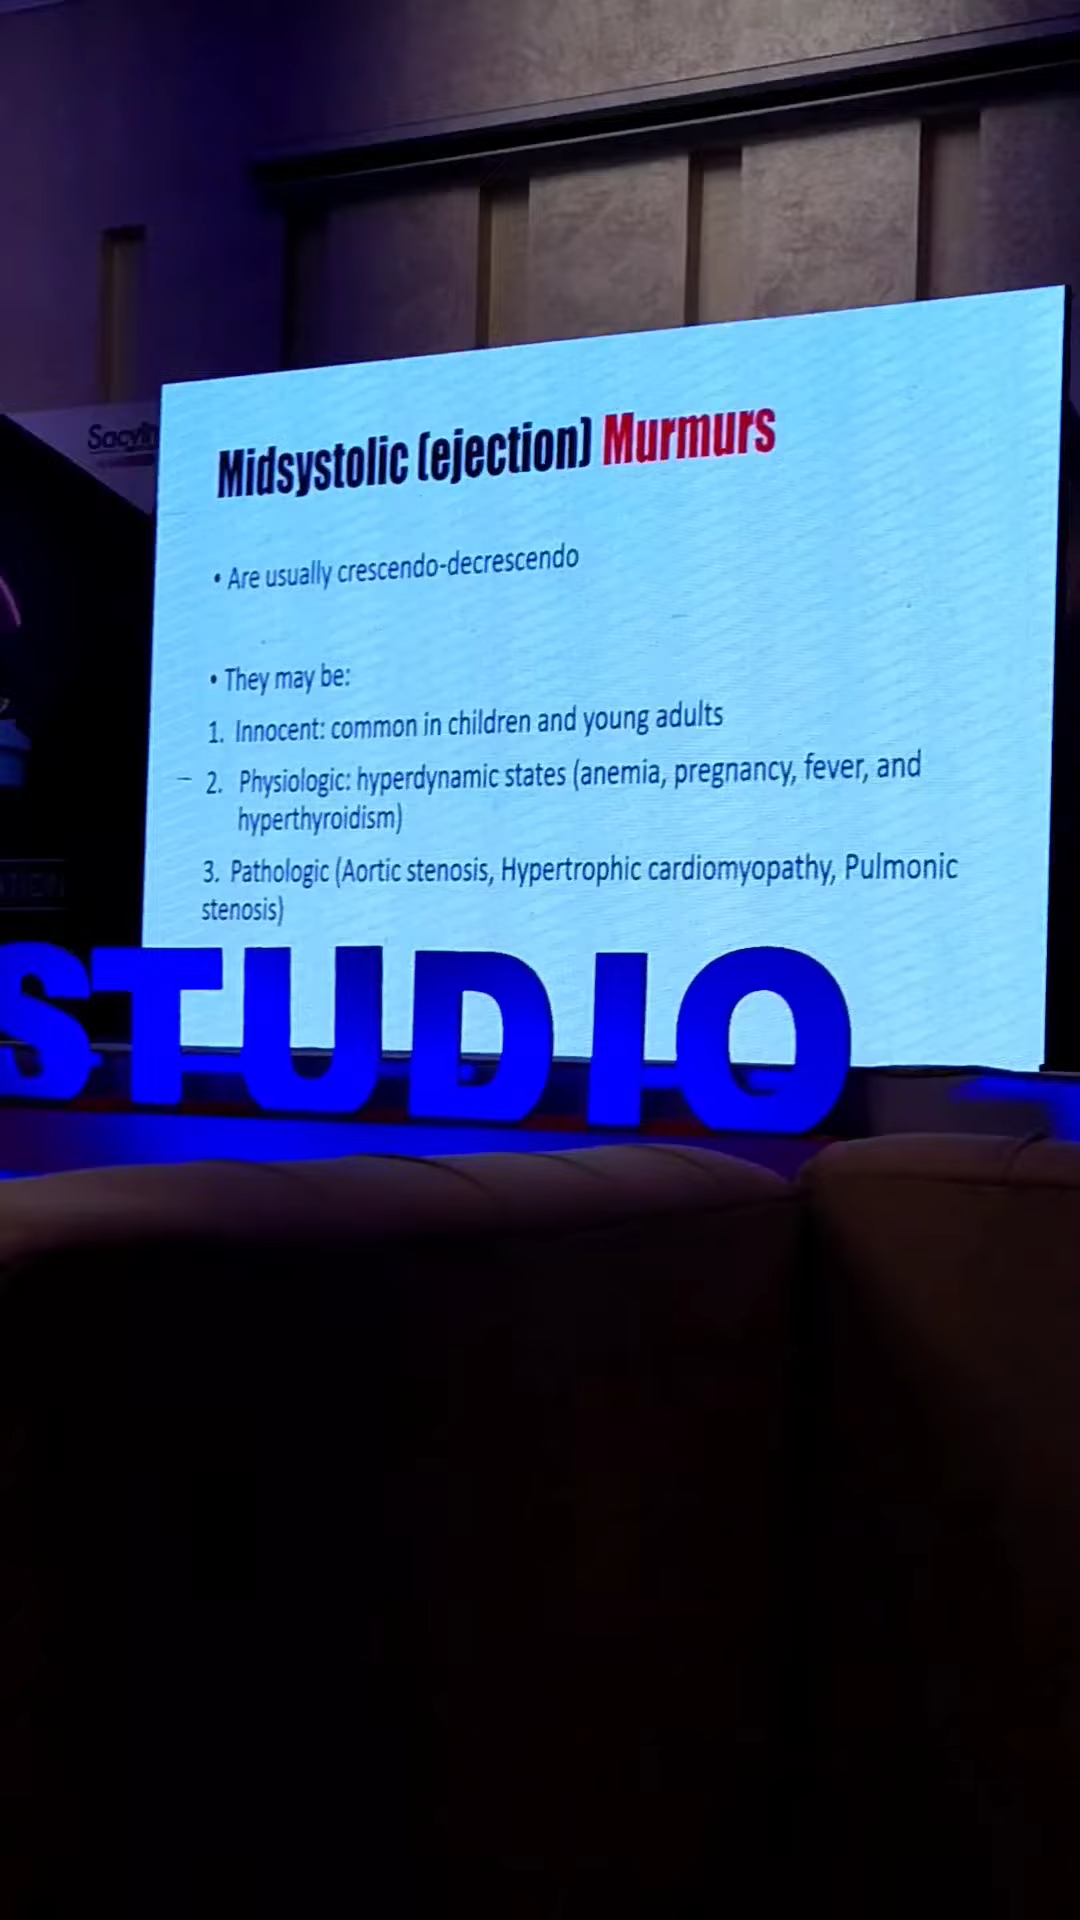 Midsystolic (ejection) Murmurs
• Are usually crescendo-decrescendo
• They may be:
1. Innocent: common in children and young adults
– 2. Physiologic: hyperdynamic states (anemia, pregnancy, fever, and
hyperthyroidism)
3. Pathologic (Aortic stenosis, Hypertrophic cardiomyopathy, Pulmonic
stenosis)
STUDIO